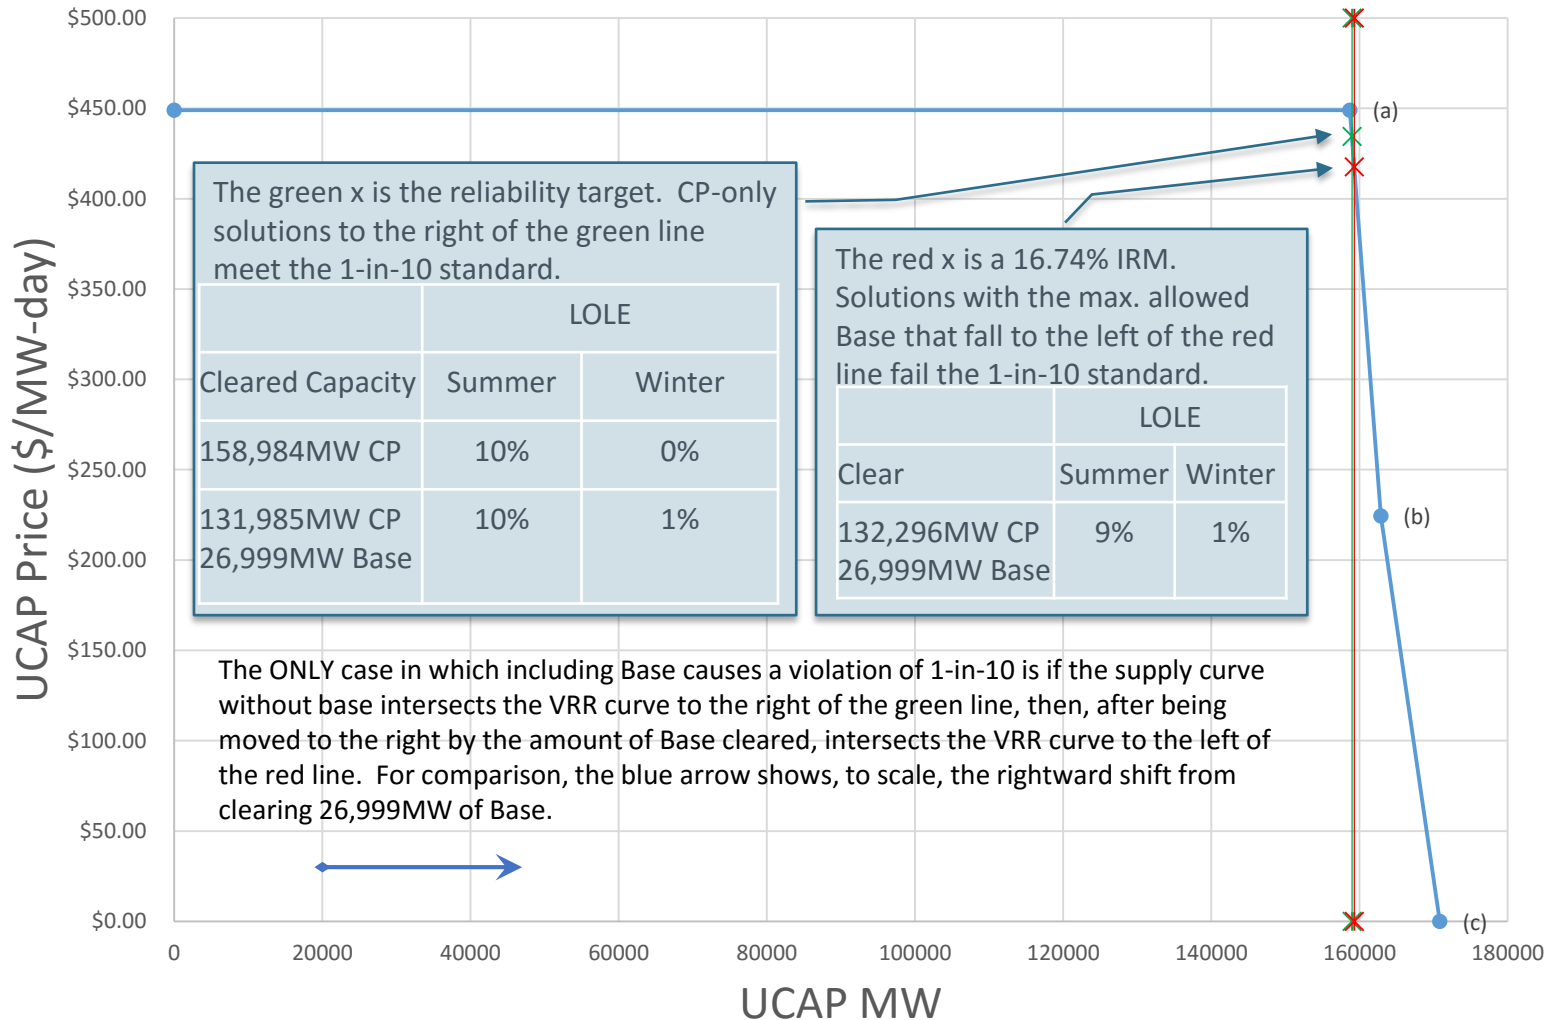 $500.00
$450.00
$400.00
$350.00
$300.00
$250.00
$200.00
$150.00
$100.00
$50.00
$0.00
UCAP Price ($/MW-day)
0
20000
40000
60000
80000
100000
120000
140000
160000
180000
UCAP MW
(a)
(b)
(c)
The green x is the reliability target. CP-only
solutions to the right of the green line
meet the 1-in-10 standard.
LOLE
Cleared Capacity Summer Winter
158,984MW CP 10% 0%
131,985MW CP 10% 1%
26,999MW Base
The red x is a 16.74% IRM.
Solutions with the max. allowed
Base that fall to the left of the red
line fail the 1-in-10 standard.
LOLE
Clear Summer Winter
132,296MW CP 9% 1%
26,999MW Base
The ONLY case in which including Base causes a violation of 1-in-10 is if the supply curve
without base intersects the VRR curve to the right of the green line, then, after being
moved to the right by the amount of Base cleared, intersects the VRR curve to the left of
the red line. For comparison, the blue arrow shows, to scale, the rightward shift from
clearing 26,999MW of Base.